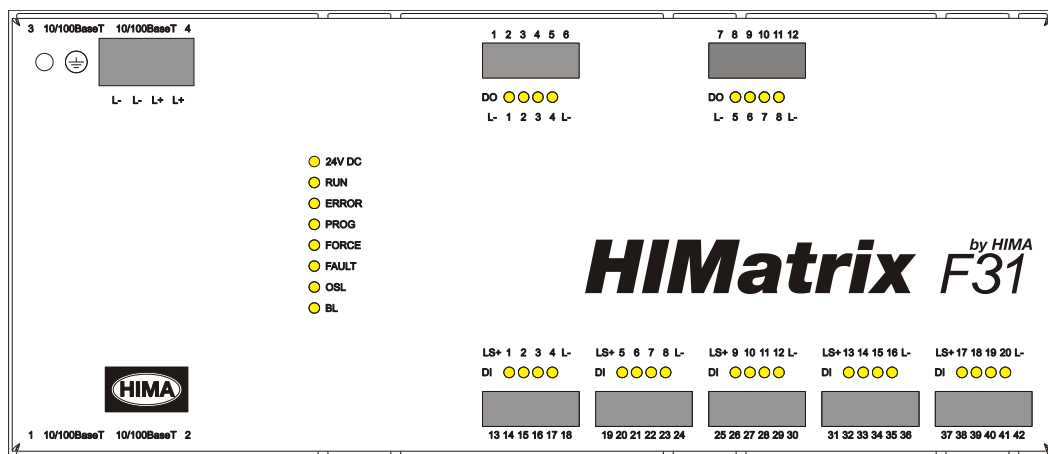 3 10/100BaseT 10/100BaseT 4
L- L- L+ L+
1 2 3 4 5 6
DO
L- 1 2 3 4 L-
7 8 9 10 11 12
DO
L- 5 6 7 8 L-
24V DC
RUN
ERROR
PROG
FORCE
FAULT
OSL
BL
by HIMA
HIMatrix F31
LS+ 1 2 3 4 L-
DI
13 14 15 16 17 18
LS+ 5 6 7 8 L-
DI
19 20 21 22 23 24
LS+ 9 10 11 12 L-
DI
25 26 27 28 29 30
LS+ 13 14 15 16 L-
DI
31 32 33 34 35 36
LS+ 17 18 19 20 L-
DI
37 38 39 40 41 42
HIMA
1 10/100BaseT 10/100BaseT 2